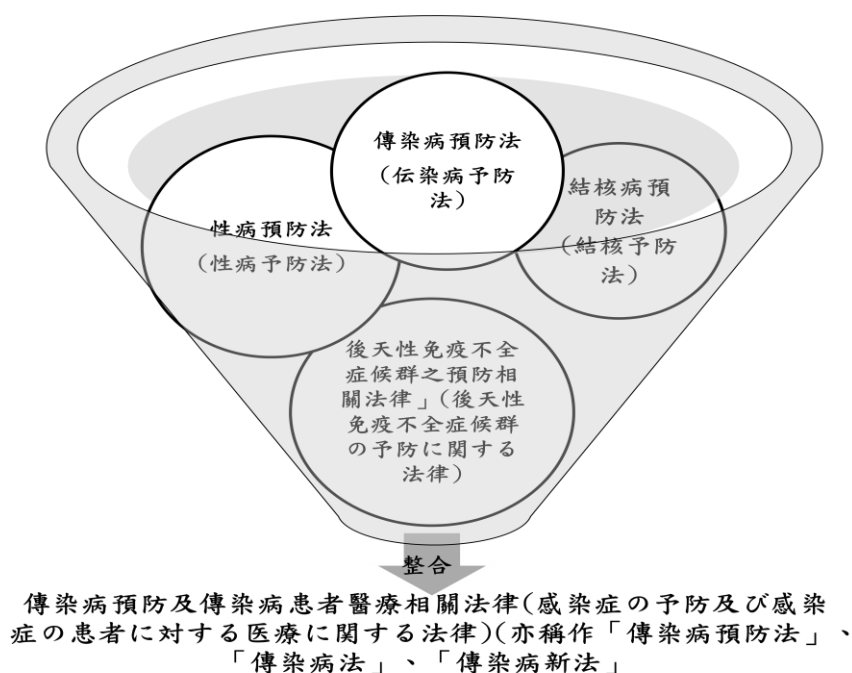 傳染病預防法
(伝染病予防
法)
性病預防法
(性病予防法)
結核病預
防法
(結核予防
法)
後天性免疫不全
症候群之預防相
關法律」(後天性
免疫不全症候群
の予防に関する
法律)
整合
傳染病預防及傳染病患者醫療相關法律(感染症の予防及び感染
症の患者に対する医療に関する法律)(亦稱作「傳染病預防法」、
「傳染病法」、「傳染病新法」